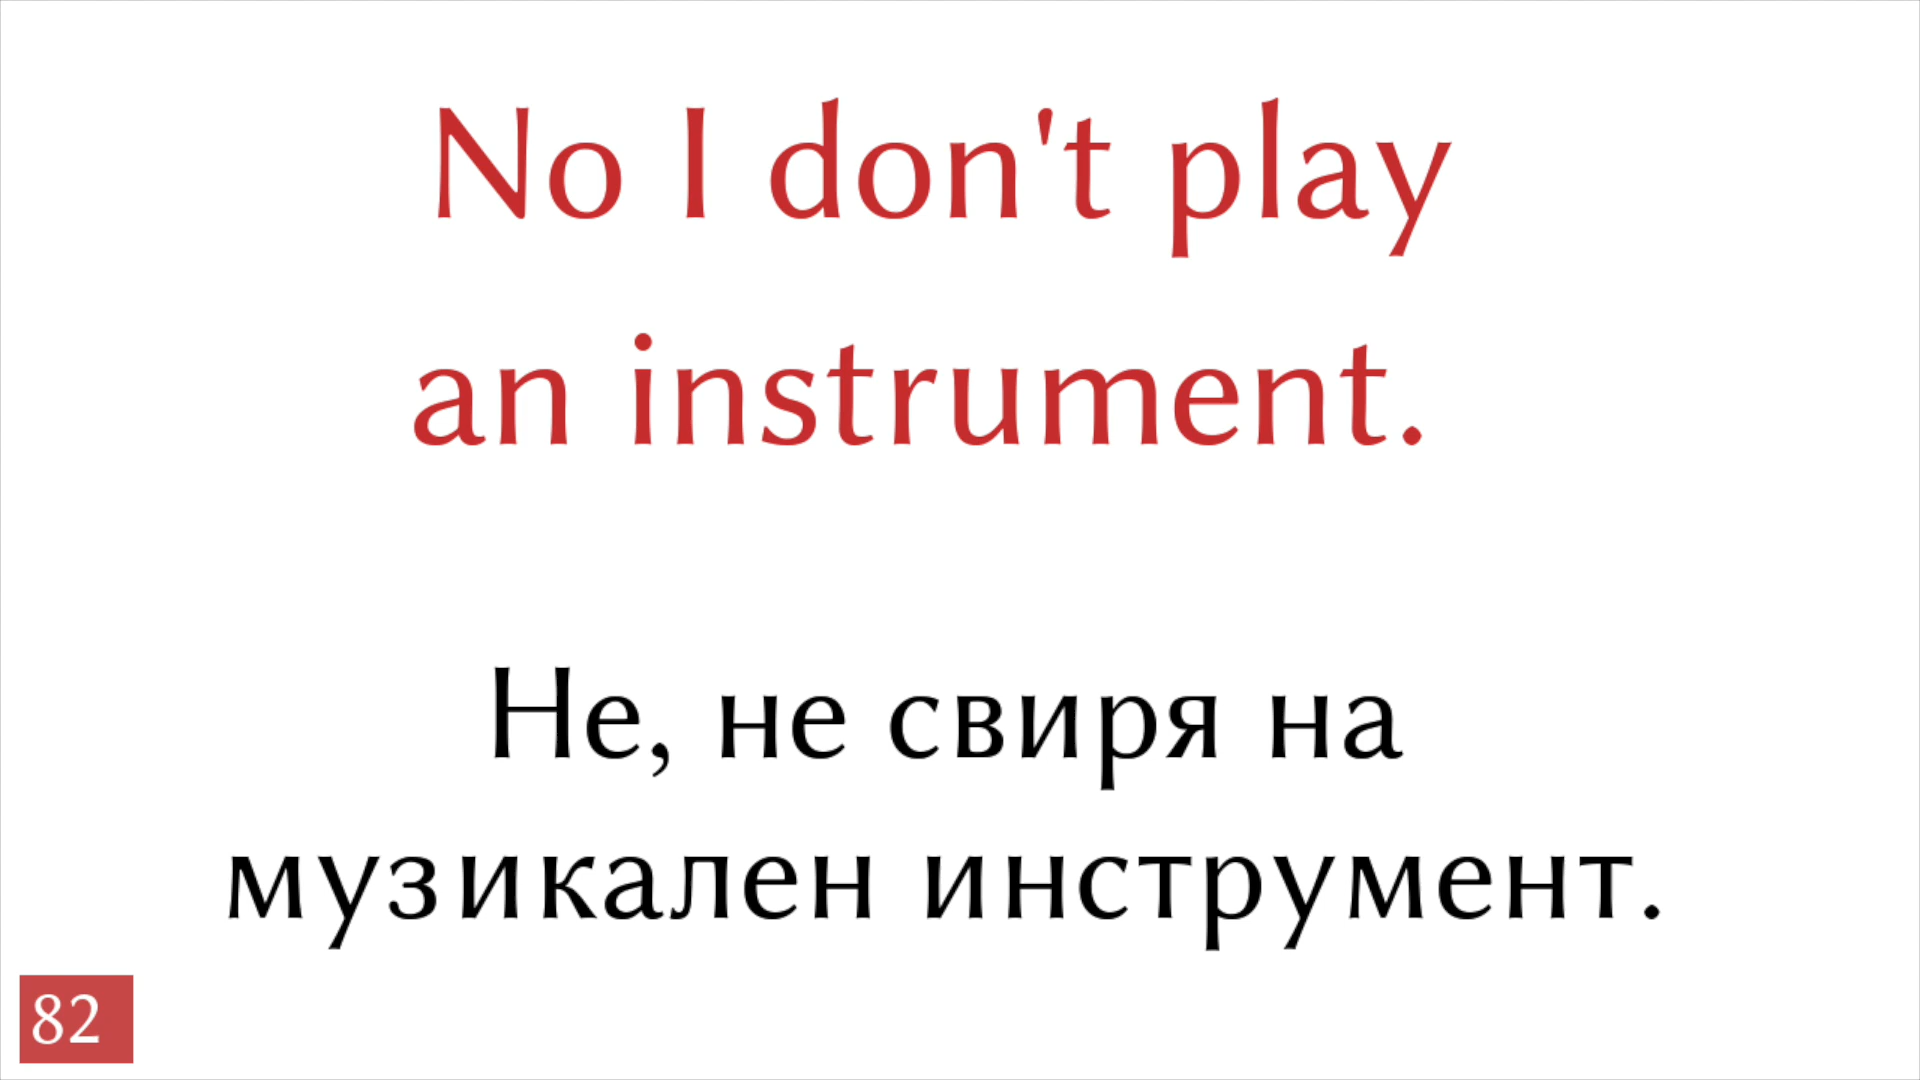 No I don't play
an instrument.
Не, не свиря на
музикален инструмент.
82